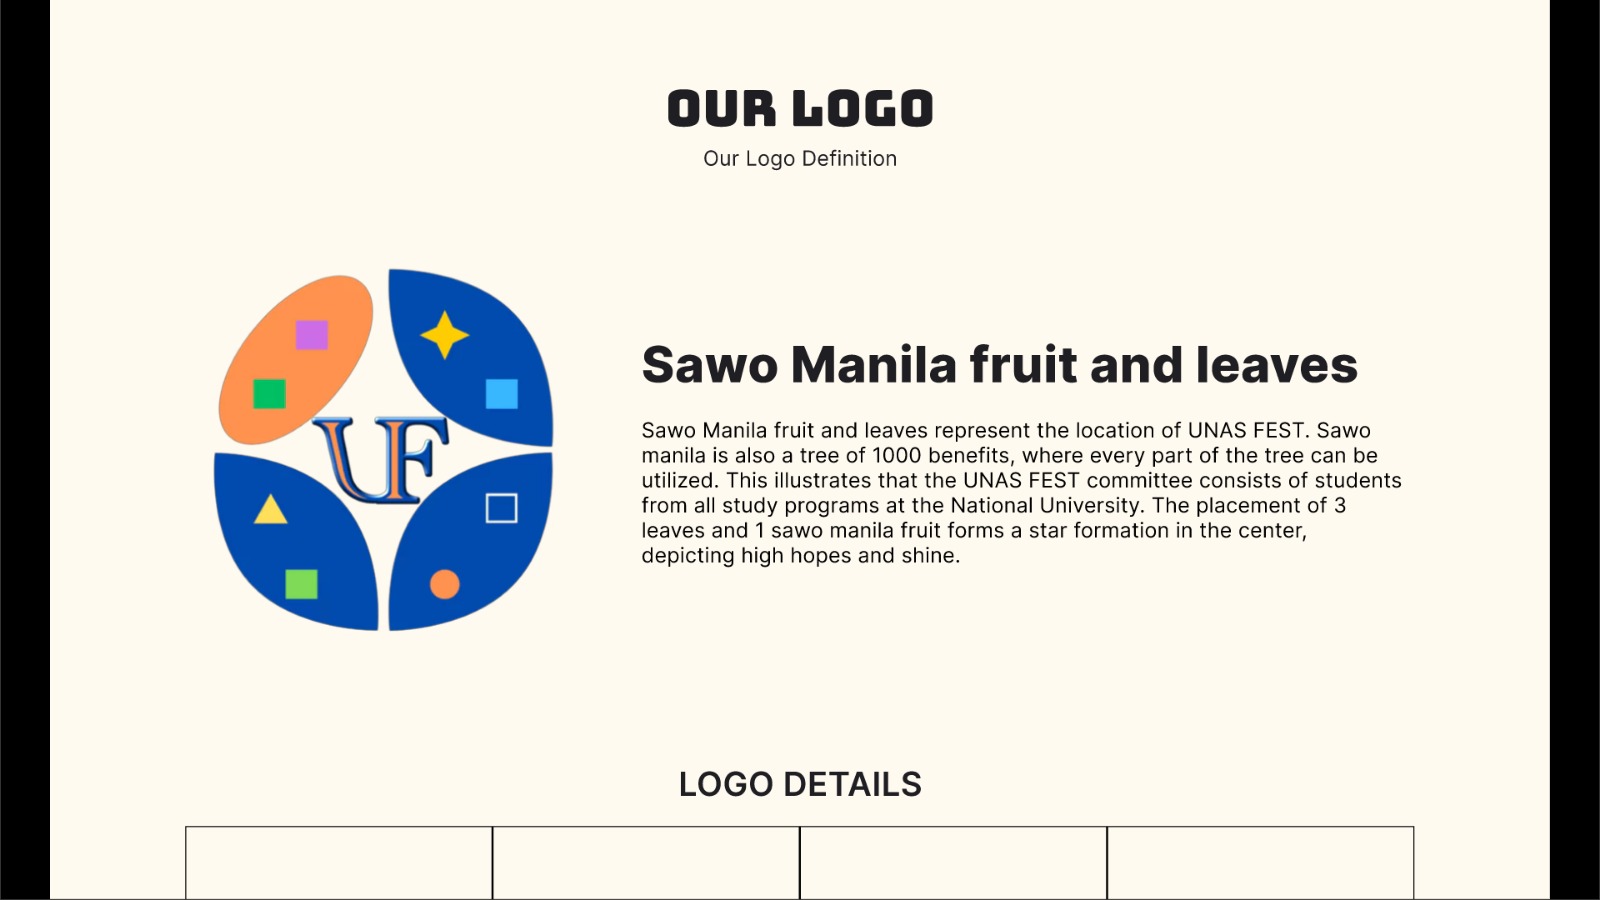 OUR LOGO
Our Logo Definition
UF
Sawo Manila fruit and leaves
Sawo Manila fruit and leaves represent the location of UNAS FEST. Sawo
manila is also a tree of 1000 benefits, where every part of the tree can be
utilized. This illustrates that the UNAS FEST committee consists of students
from all study programs at the National University. The placement of 3
leaves and 1 sawo manila fruit forms a star formation in the center,
depicting high hopes and shine.
LOGO DETAILS